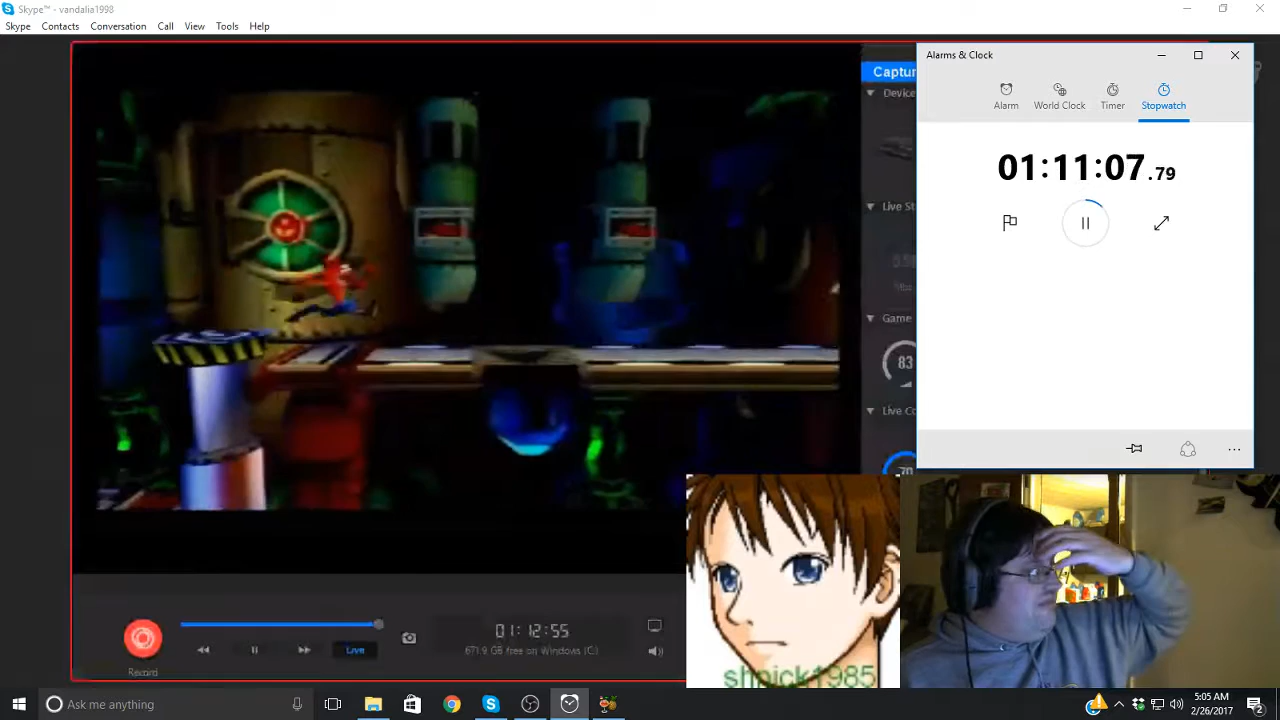 Skype™ - vandalia1998
Skype Contacts Conversation Call View Tools Help
Captur
Device
Live St
Game
83
Live Co
70
Alarms & Clock
Alarm World Clock Timer Stopwatch
01:11:07.79
01:12:55
671.9 GB free on Windows (C:)
Live
Record
shpick1985
Ask me anything
5:05 AM
2/26/2017
2